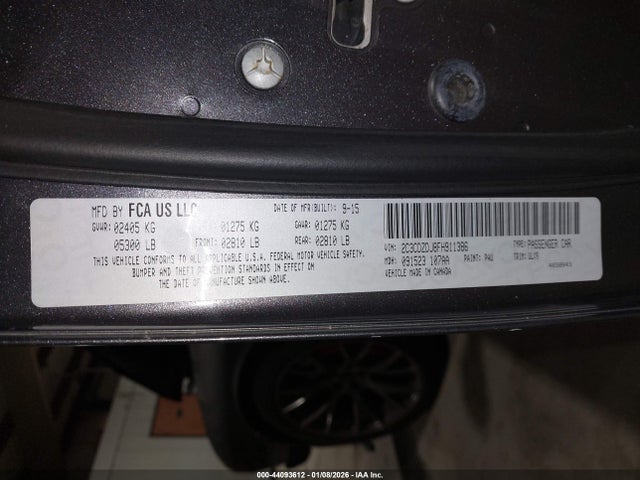 MFD BY FCA US LLC DATE OF MFR(BUILT): 9-15
GVWR: 02405 KG 01275 KG GAWR: 01275 KG
05300 LB FRONT: 02810 LB REAR: 02810 LB
THIS VEHICLE CONFORMS TO ALL APPLICABLE U.S.A. FEDERAL MOTOR VEHICLE SAFETY,
BUMPER AND THEFT PREVENTION STANDARDS IN EFFECT ON
THE DATE OF MANUFACTURE SHOWN ABOVE.
VIN: 2C3CDZDJ8FH911386 TYPE: PASSENGER CAR
MDH: 091523 107AA PAINT: PAU TRIM:
VEHICLE MADE IN CANADA
000-44093612 - 01/08/2026 - IAA Inc.